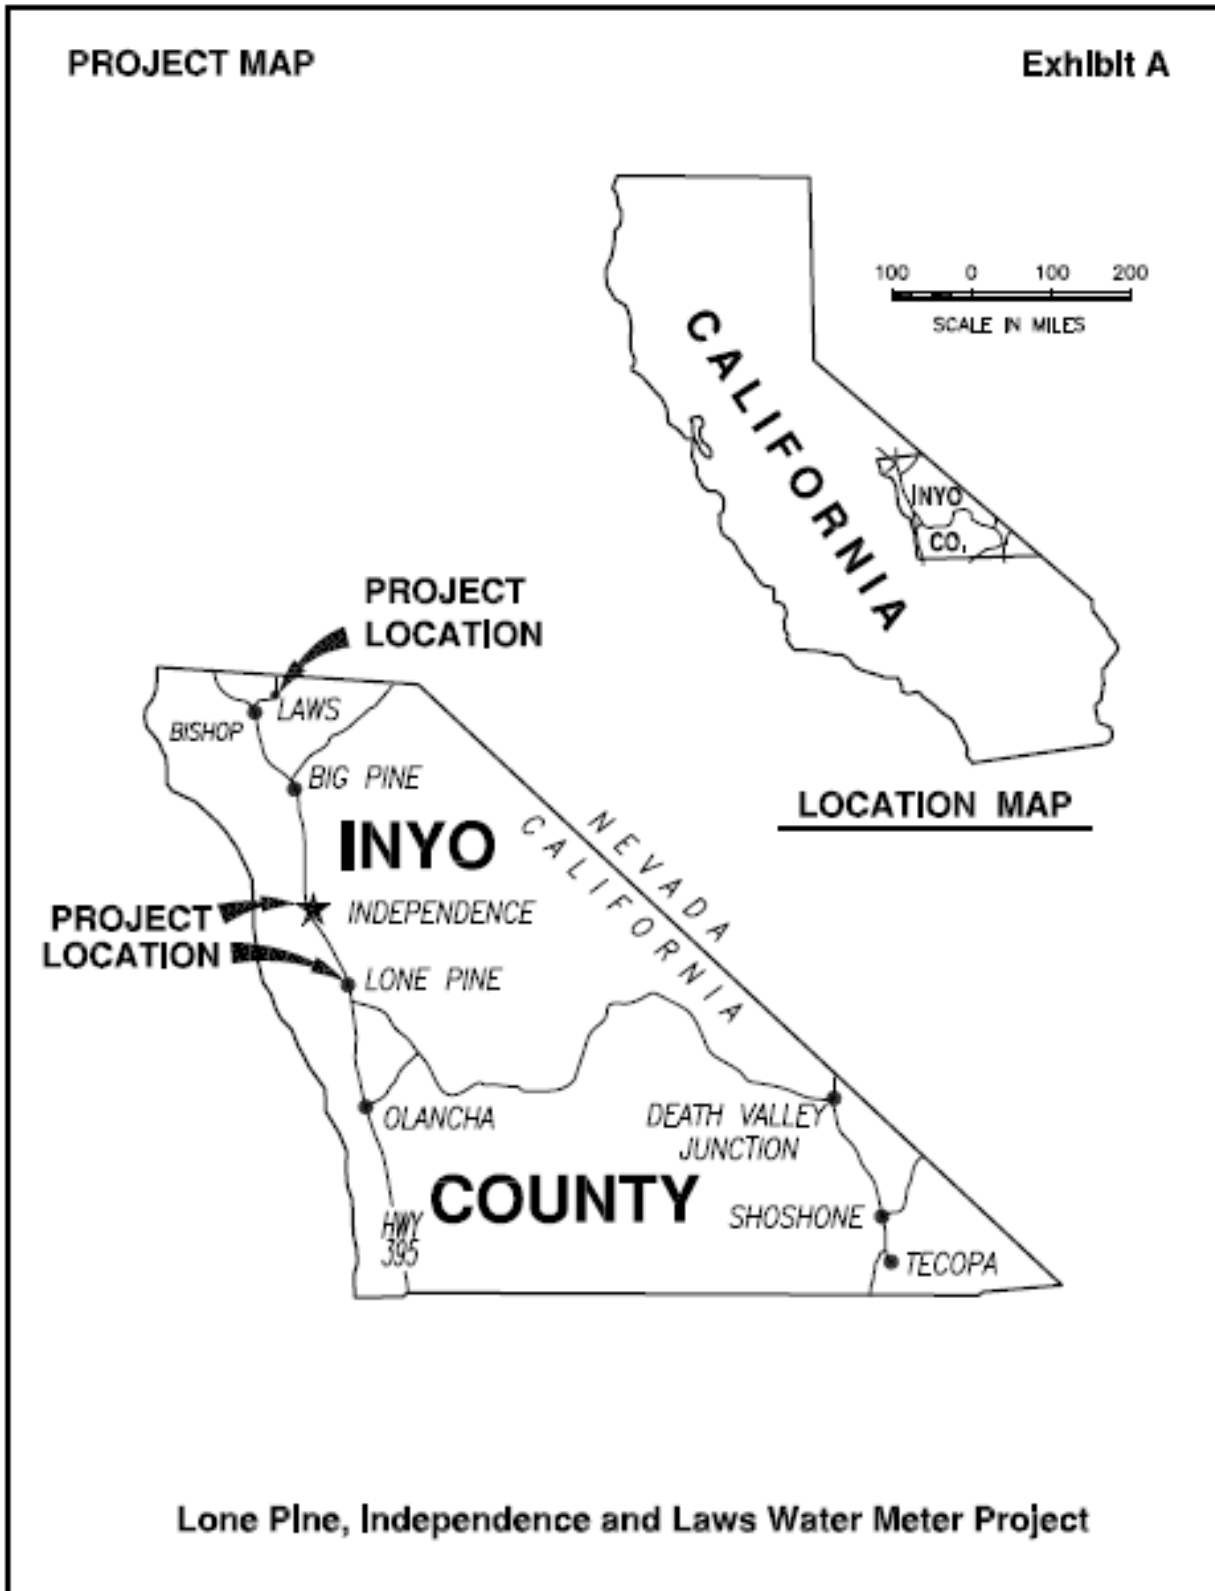 PROJECT MAP
Exhibit A
100 0 100 200
SCALE IN MILES
CALIFORNIA
INYO
CO.
PROJECT
LOCATION
LAWS
BISHOP
BIG PINE
LOCATION MAP
NEVADA
CALIFORNIA
INYO
PROJECT
LOCATION
INDEPENDENCE
LONE PINE
OLANCHA
DEATH VALLEY
JUNCTION
COUNTY
SHOSHONE
HWY
395
TECOPA
Lone Pine, Independence and Laws Water Meter Project